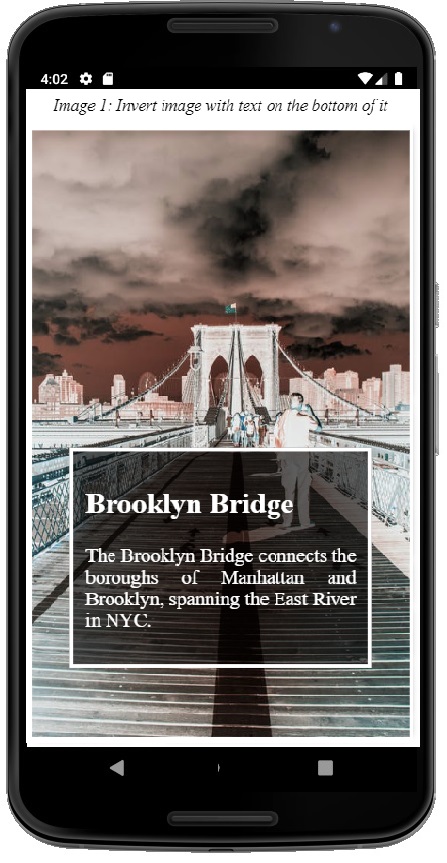 4:02
Image 1: Invert image with text on the bottom of it
Brooklyn Bridge
The Brooklyn Bridge connects the
boroughs of Manhattan and
Brooklyn, spanning the East River
in NYC.